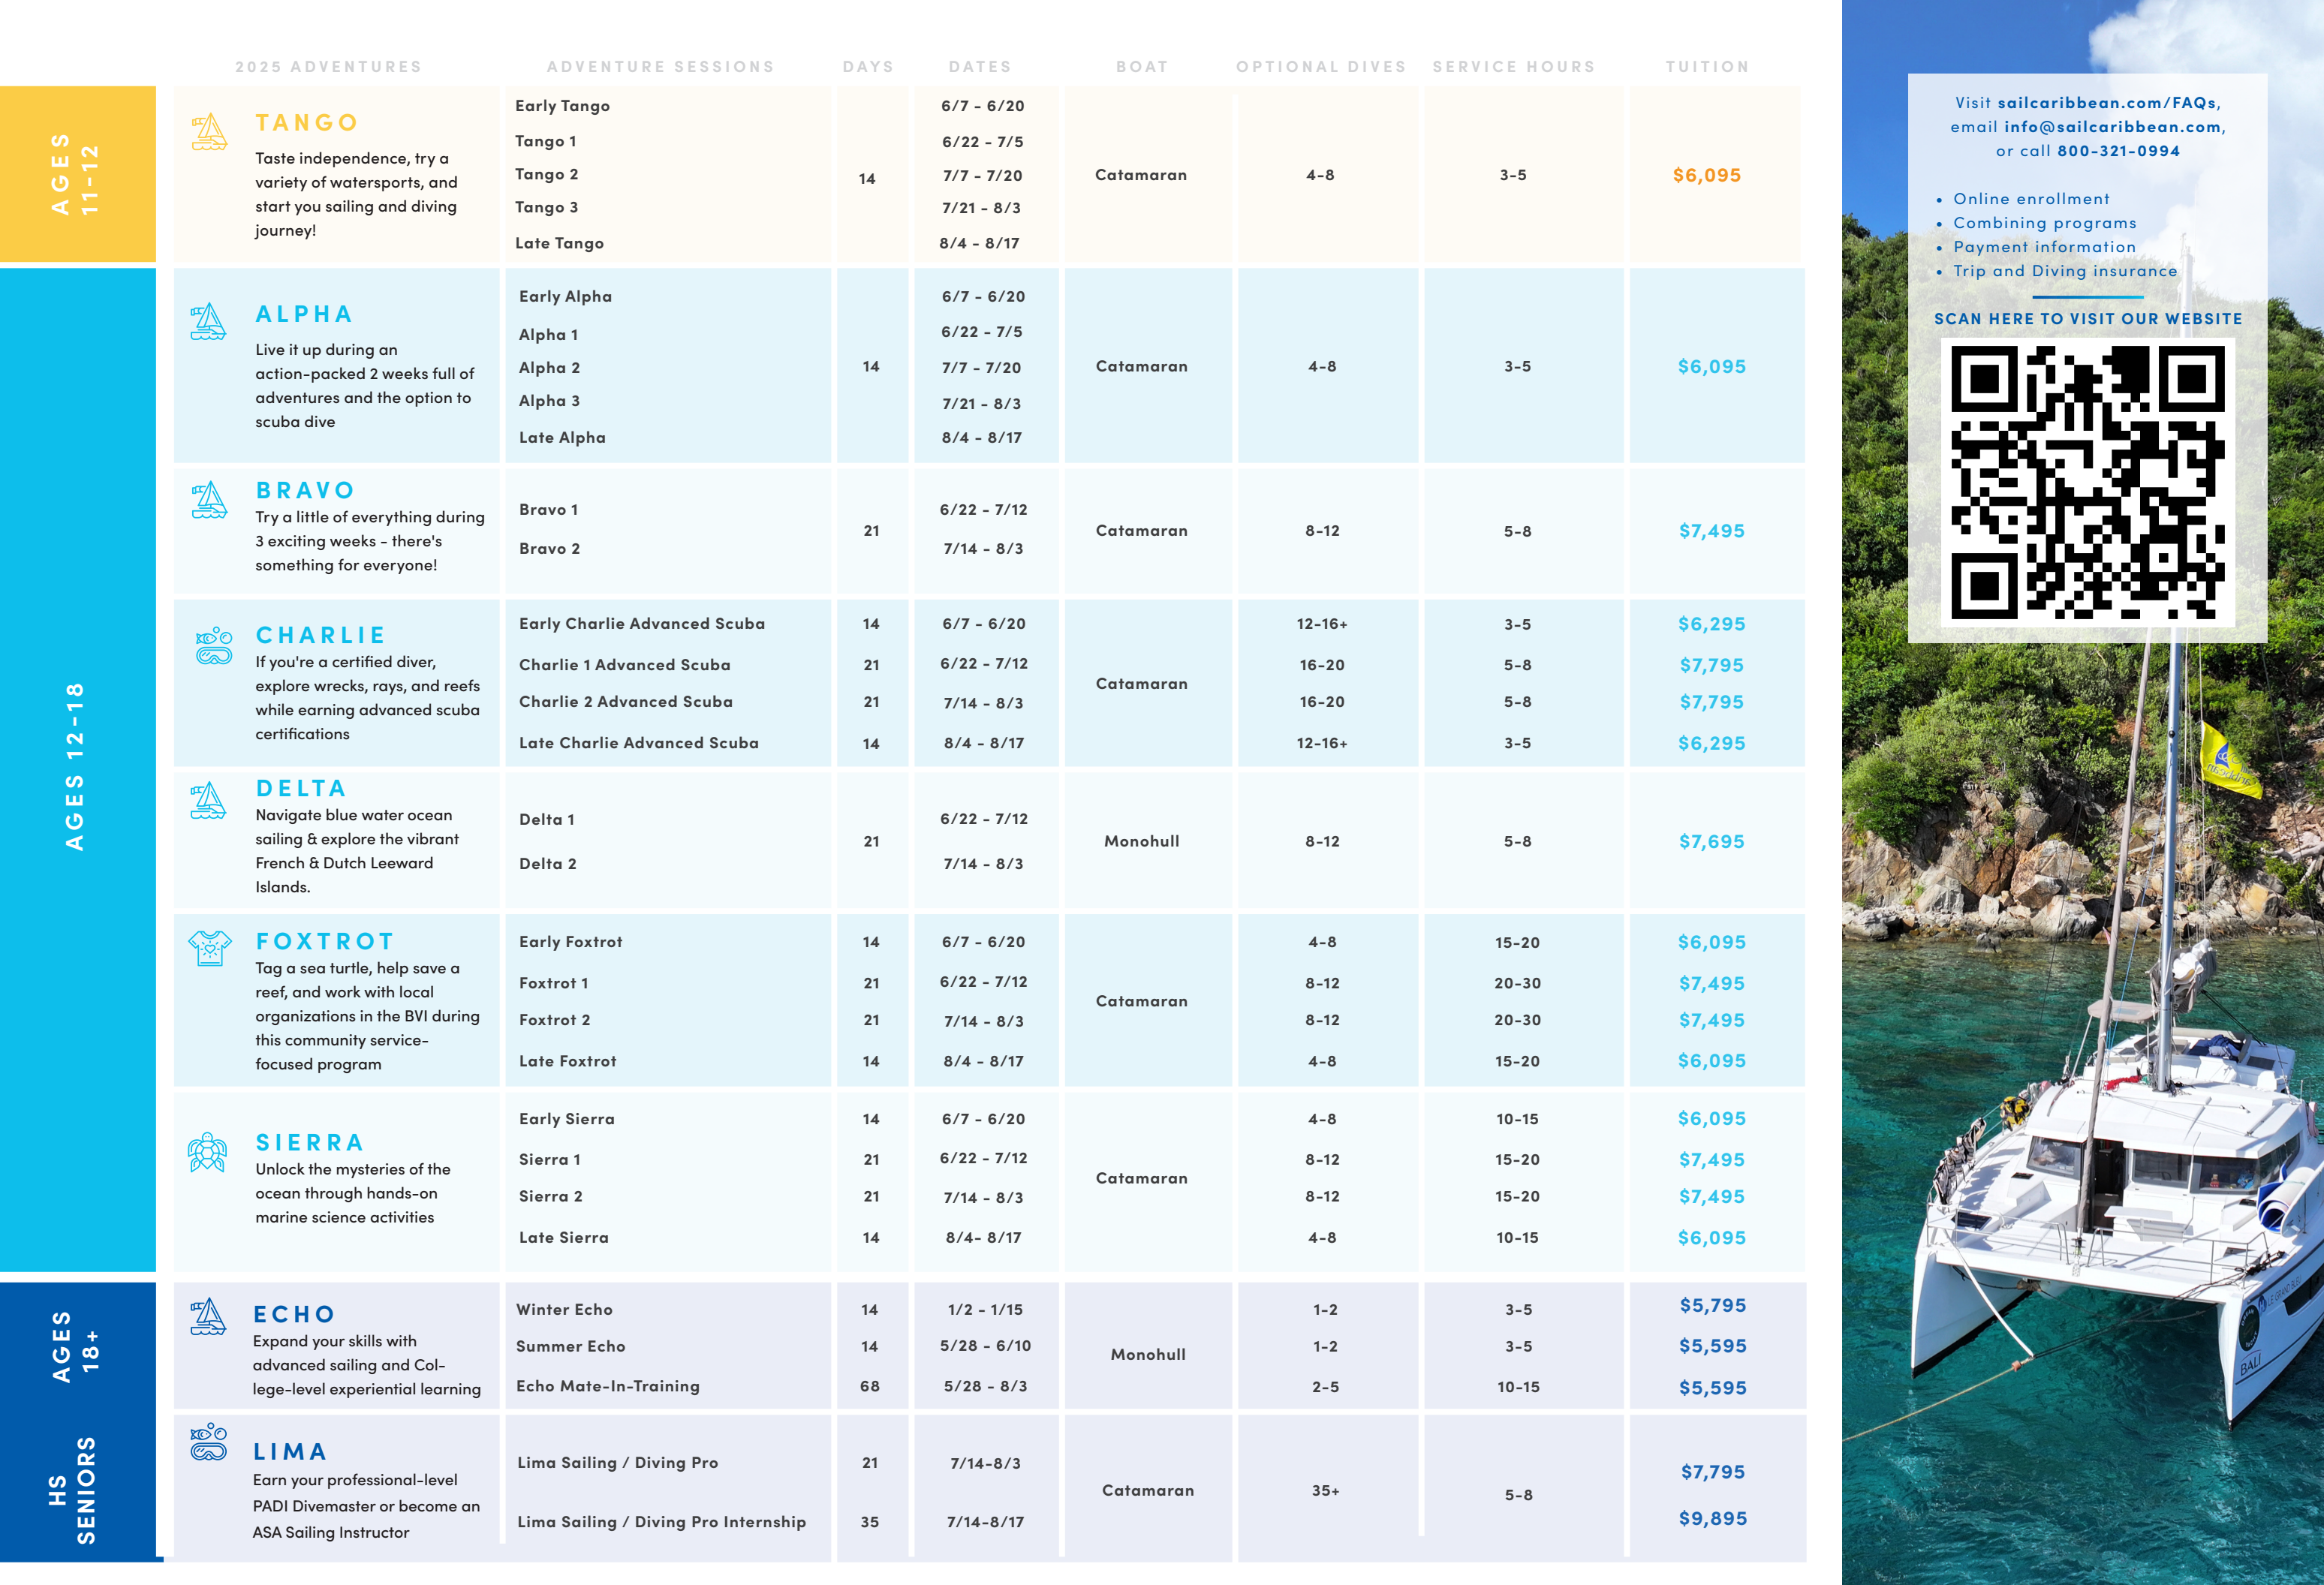 2025 ADVENTURES ADVENTURE SESSIONS DAYS DATES BOAT OPTIONAL DIVES SERVICE HOURS TUITION
AGES
11-12
TANGO
Taste independence, try a
variety of watersports, and
start you sailing and diving
journey!
Early Tango 6/7 - 6/20
Tango 1 6/22 - 7/5
Tango 2 7/7 - 7/20
Tango 3 7/21 - 8/3
Late Tango 8/4 - 8/17
14 Catamaran 4-8 3-5 $6,095
AGES 12-18
ALPHA
Live it up during an
action-packed 2 weeks full of
adventures and the option to
scuba dive
Early Alpha 6/7 - 6/20
Alpha 1 6/22 - 7/5
Alpha 2 7/7 - 7/20
Alpha 3 7/21 - 8/3
Late Alpha 8/4 - 8/17
14 Catamaran 4-8 3-5 $6,095
BRAVO
Try a little of everything during
3 exciting weeks - there's
something for everyone!
Bravo 1 6/22 - 7/12
Bravo 2 7/14 - 8/3
21 Catamaran 8-12 5-8 $7,495
CHARLIE
If you're a certified diver,
explore wrecks, rays, and reefs
while earning advanced scuba
certifications
Early Charlie Advanced Scuba 14 6/7 - 6/20 12-16+ 3-5 $6,295
Charlie 1 Advanced Scuba 21 6/22 - 7/12 16-20 5-8 $7,795
Catamaran
Charlie 2 Advanced Scuba 21 7/14 - 8/3 16-20 5-8 $7,795
Late Charlie Advanced Scuba 14 8/4 - 8/17 12-16+ 3-5 $6,295
DELTA
Navigate blue water ocean
sailing & explore the vibrant
French & Dutch Leeward
Islands.
Delta 1 6/22 - 7/12
Delta 2 7/14 - 8/3
21 Monohull 8-12 5-8 $7,695
FOXTROT
Tag a sea turtle, help save a
reef, and work with local
organizations in the BVI during
this community service-
focused program
Early Foxtrot 14 6/7 - 6/20 4-8 15-20 $6,095
Foxtrot 1 21 6/22 - 7/12 8-12 20-30 $7,495
Catamaran
Foxtrot 2 21 7/14 - 8/3 8-12 20-30 $7,495
Late Foxtrot 14 8/4 - 8/17 4-8 15-20 $6,095
SIERRA
Unlock the mysteries of the
ocean through hands-on
marine science activities
Early Sierra 14 6/7 - 6/20 4-8 10-15 $6,095
Sierra 1 21 6/22 - 7/12 8-12 15-20 $7,495
Catamaran
Sierra 2 21 7/14 - 8/3 8-12 15-20 $7,495
Late Sierra 14 8/4- 8/17 4-8 10-15 $6,095
AGES
18+
ECHO
Expand your skills with
advanced sailing and Col-
lege-level experiential learning
Winter Echo 14 1/2 - 1/15 1-2 3-5 $5,795
Summer Echo 14 5/28 - 6/10 1-2 3-5 $5,595
Monohull
Echo Mate-In-Training 68 5/28 - 8/3 2-5 10-15 $5,595
HS
SENIORS
LIMA
Earn your professional-level
PADI Divemaster or become an
ASA Sailing Instructor
Lima Sailing / Diving Pro 21 7/14-8/3 $7,795
Catamaran 35+ 5-8
Lima Sailing / Diving Pro Internship 35 7/14-8/17 $9,895
Visit sailcaribbean.com/FAQs,
email info@sailcaribbean.com,
or call 800-321-0994
• Online enrollment
• Combining programs
• Payment information
• Trip and Diving insurance
SCAN HERE TO VISIT OUR WEBSITE
BALI